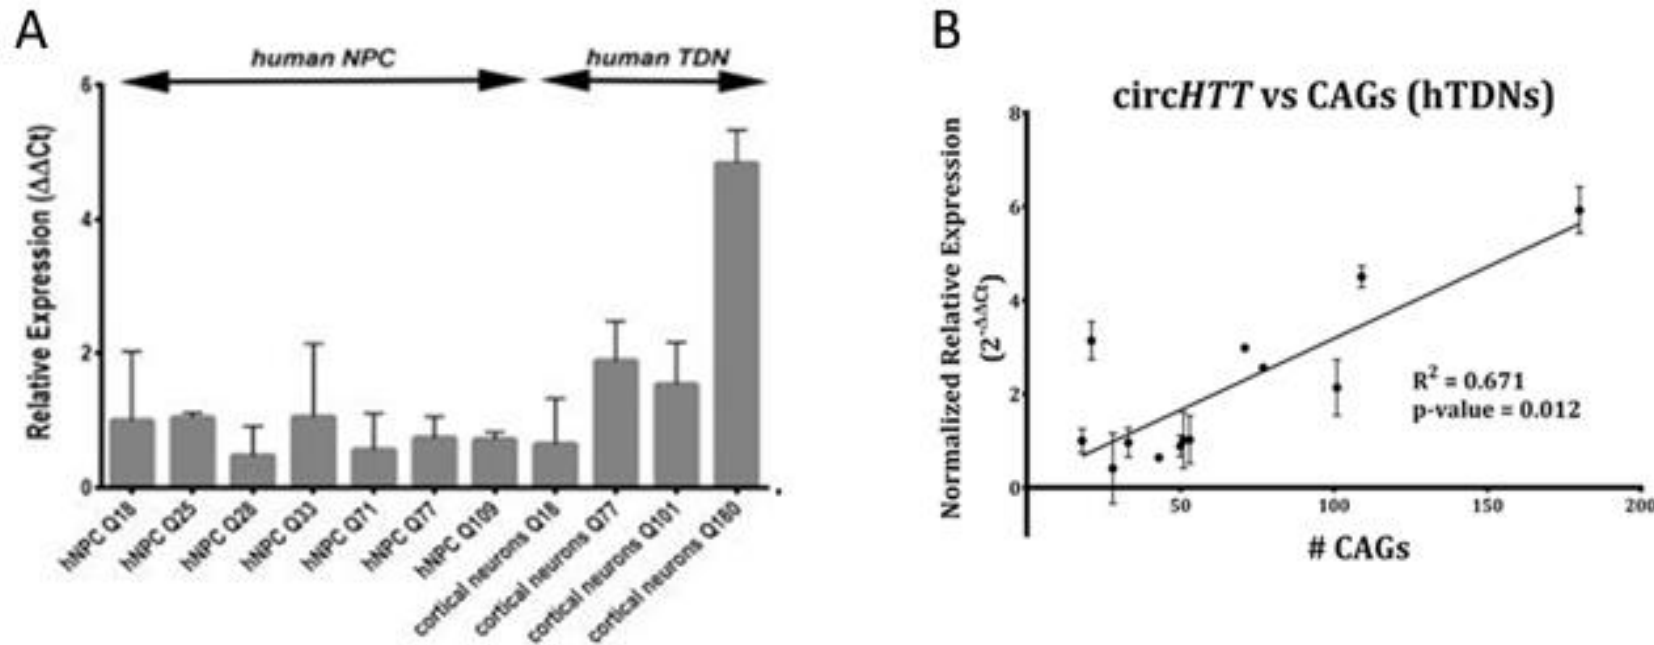 A
human NPC
human TDN
Relative Expression (ΔΔCt)
6
4
2
0
hNPC Q18
hNPC Q25
hNPC Q28
hNPC Q33
hNPC Q71
hNPC Q77
hNPC Q109
cortical neurons Q18
cortical neurons Q77
cortical neurons Q101
cortical neurons Q180
B
circHTT vs CAGs (hTDNs)
Normalized Relative Expression
(2^-ΔΔCt)
8
6
4
2
0
R² = 0.671
p-value = 0.012
50
100
150
200
# CAGs